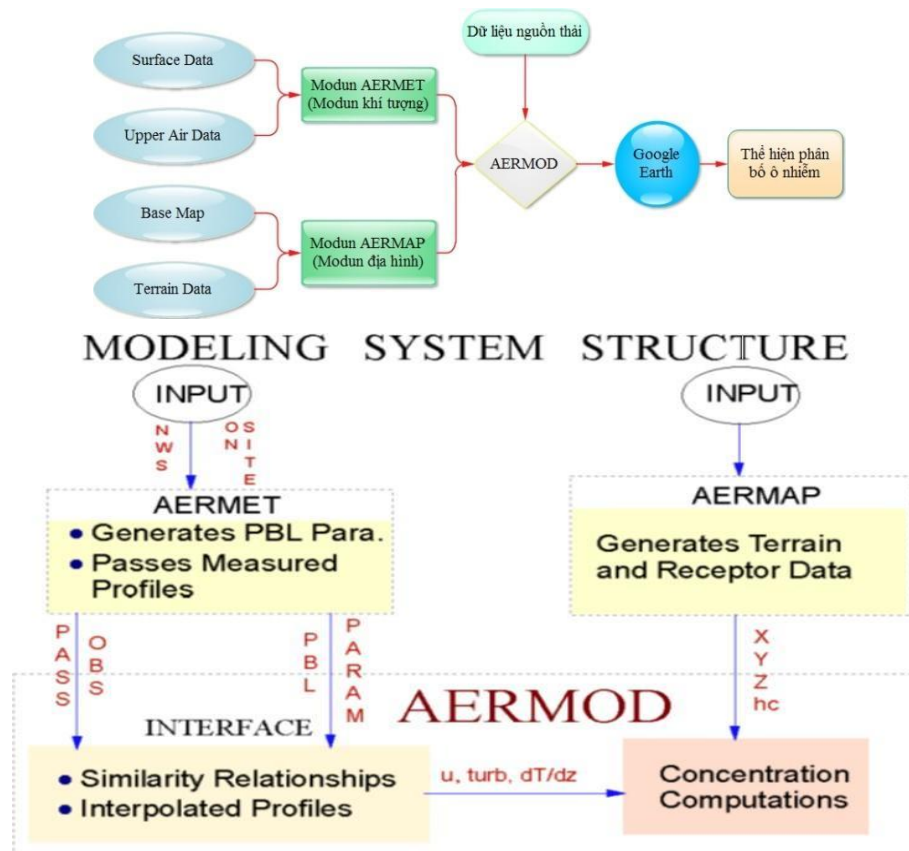 Dữ liệu nguồn thải
Surface Data
Modun AERMET
(Modun khí tượng)
Upper Air Data
AERMOD
Google
Earth
Thể hiện phân
bố ô nhiễm
Base Map
Modun AERMAP
(Modun địa hình)
Terrain Data
MODELING SYSTEM STRUCTURE
INPUT
INPUT
NWS
ON
SITE
AERMET
• Generates PBL Para.
• Passes Measured
Profiles
AERMAP
Generates Terrain
and Receptor Data
PASS
OBS
PBL
PARAM
X
Y
Z
hc
AERMOD
INTERFACE
• Similarity Relationships
• Interpolated Profiles
u, turb, dT/dz
Concentration
Computations